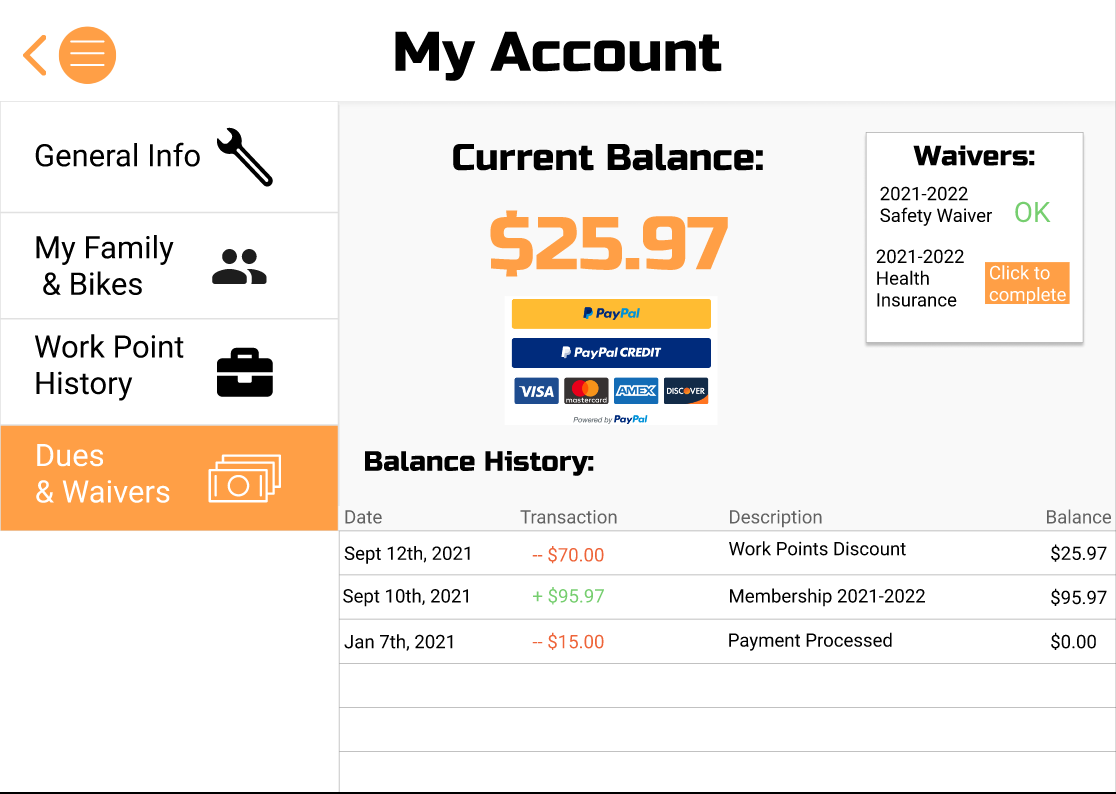 My Account
General Info
My Family
& Bikes
Work Point
History
Dues
& Waivers
Current Balance:
$25.97
PayPal
PayPal CREDIT
VISA
mastercard
AMEX
DISCOVER
Powered by PayPal
Waivers:
2021-2022
Safety Waiver
OK
2021-2022
Health
Insurance
Click to
complete
Balance History:
Date Transaction Description Balance
Sept 12th, 2021 -- $70.00 Work Points Discount $25.97
Sept 10th, 2021 + $95.97 Membership 2021-2022 $95.97
Jan 7th, 2021 -- $15.00 Payment Processed $0.00